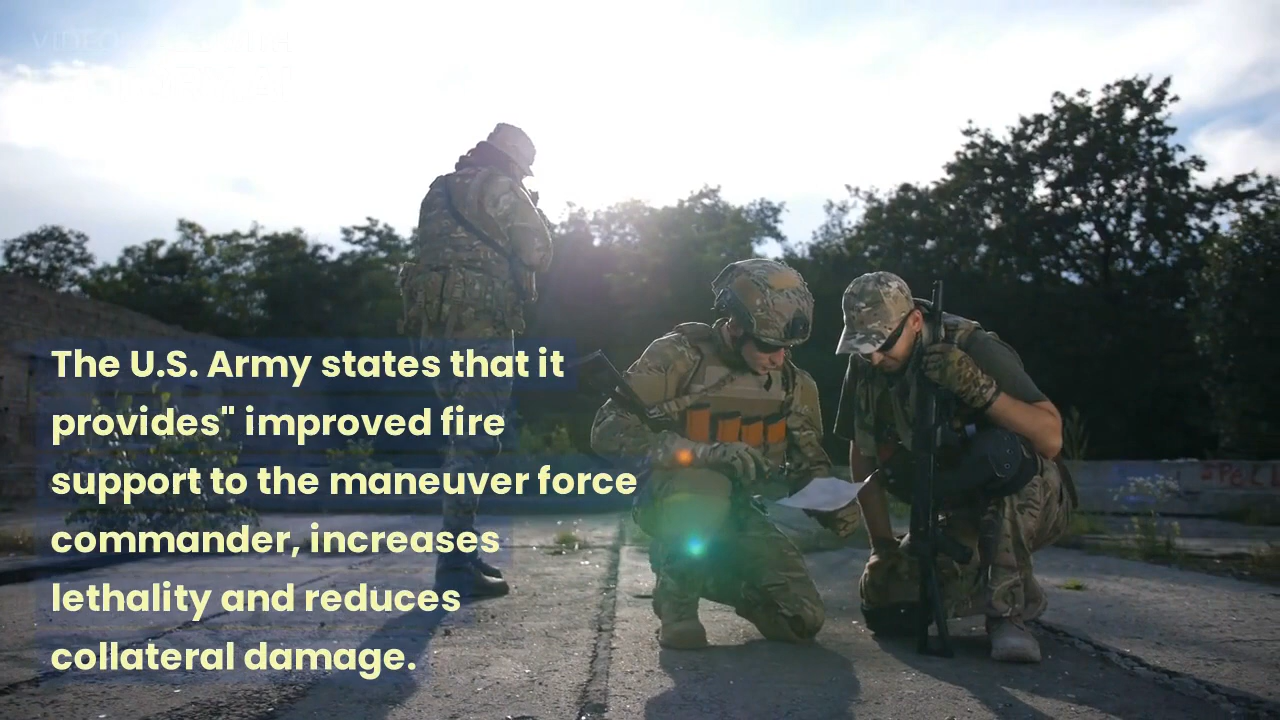 The U.S. Army states that it
provides" improved fire
support to the maneuver force
commander, increases
lethality and reduces
collateral damage.